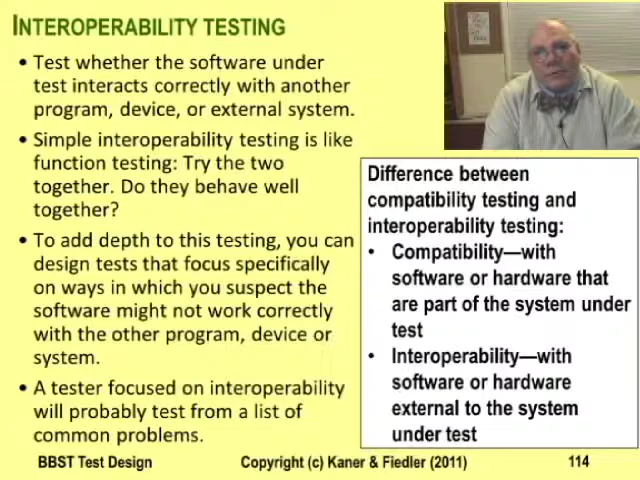 INTEROPERABILITY TESTING
• Test whether the software under
test interacts correctly with another
program, device, or external system.
• Simple interoperability testing is like
function testing: Try the two
together. Do they behave well
together?
• To add depth to this testing, you can
design tests that focus specifically
on ways in which you suspect the
software might not work correctly
with the other program, device or
system.
• A tester focused on interoperability
will probably test from a list of
common problems.
Difference between
compatibility testing and
interoperability testing:
• Compatibility—with
software or hardware that
are part of the system under
test
• Interoperability—with
software or hardware
external to the system
under test
BBST Test Design
Copyright (c) Kaner & Fiedler (2011)
114